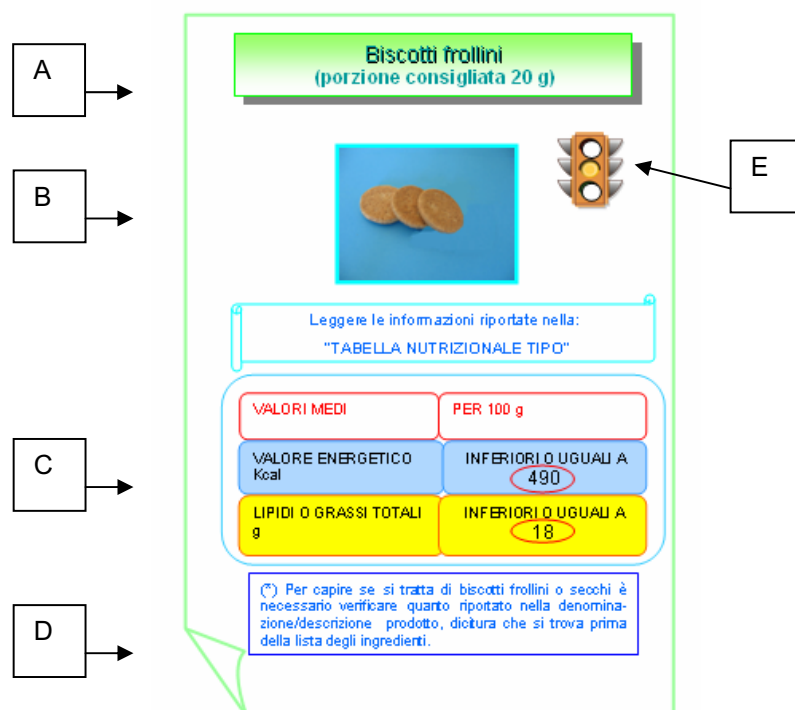 A
Biscotti frollini
(porzione consigliata 20 g)
B
E
Leggere le informazioni riportate nella:
"TABELLA NUTRIZIONALE TIPO"
VALORI MEDI
PER 100 g
C
VALORE ENERGETICO
Kcal
INFERIORI O UGUALI A
490
LIPIDI O GRASSI TOTALI
g
INFERIORI O UGUALI A
18
D
(*) Per capire se si tratta di biscotti frollini o secchi è
necessario verificare quanto riportato nella denomina-
zione/descrizione prodotto, dicitura che si trova prima
della lista degli ingredienti.